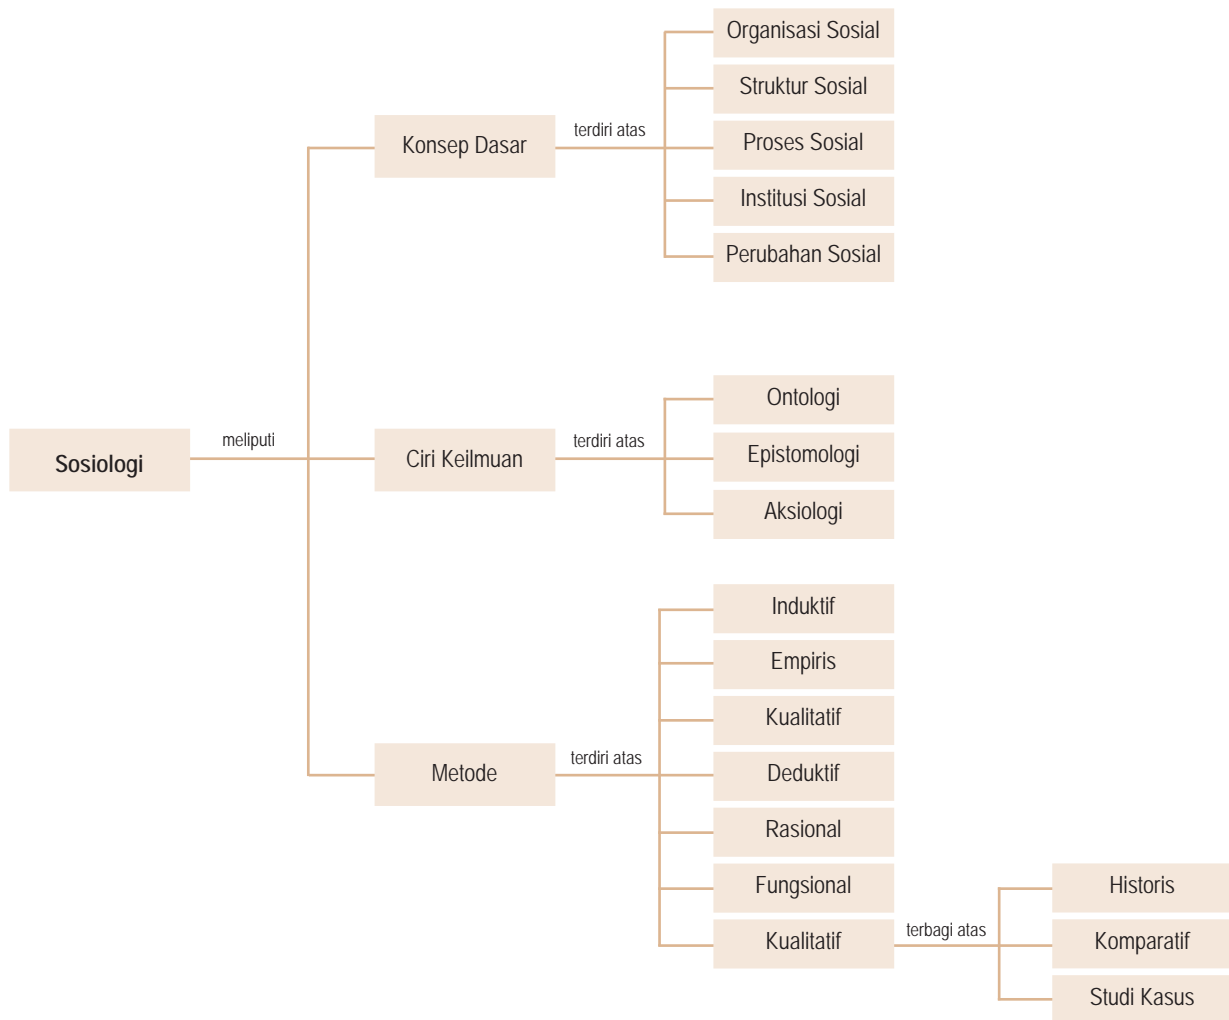 Sosiologi
meliputi
Konsep Dasar
terdiri atas
Organisasi Sosial
Struktur Sosial
Proses Sosial
Institusi Sosial
Perubahan Sosial
Ciri Keilmuan
terdiri atas
Ontologi
Epistomologi
Aksiologi
Metode
terdiri atas
Induktif
Empiris
Kualitatif
Deduktif
Rasional
Fungsional
Kualitatif
terbagi atas
Historis
Komparatif
Studi Kasus